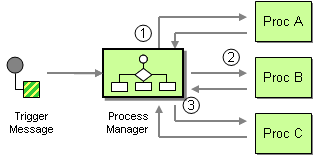 ①
Proc A
②
Proc B
③
Proc C
Trigger
Message
Process
Manager